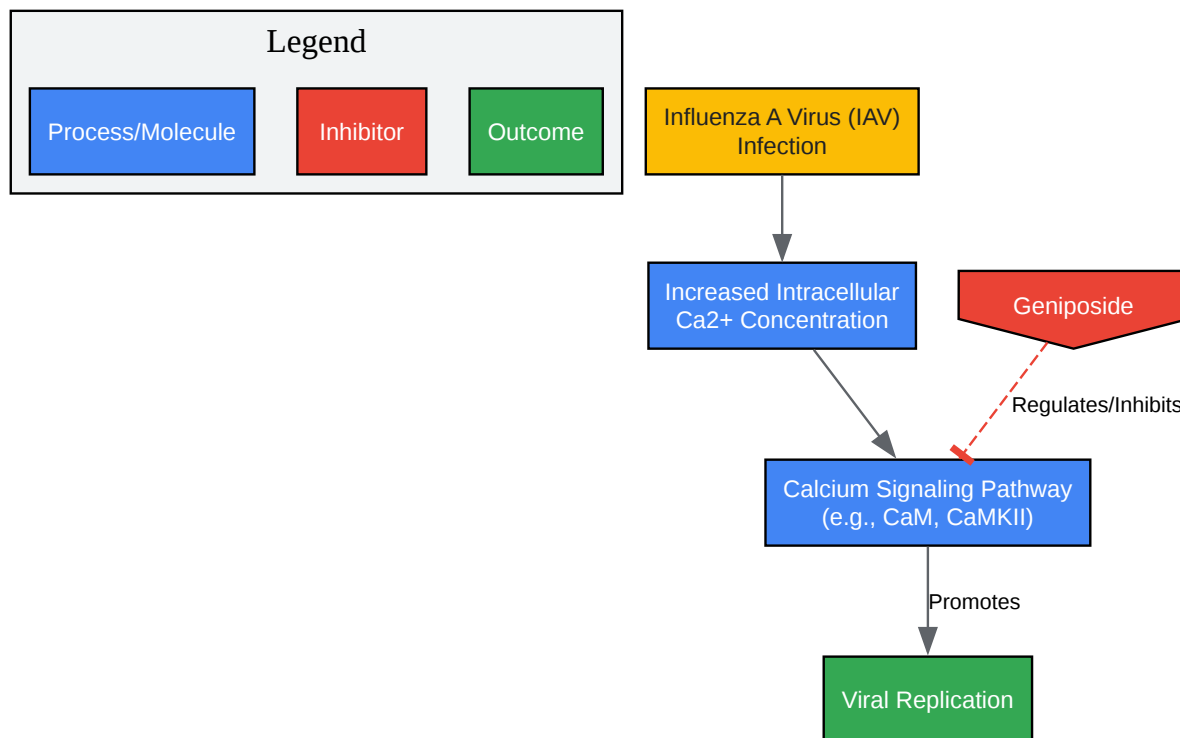 Legend
Process/Molecule
Inhibitor
Outcome
Influenza A Virus (IAV)
Infection
Increased Intracellular
Ca2+ Concentration
Geniposide
Regulates/Inhibits
Calcium Signaling Pathway
(e.g., CaM, CaMKII)
Promotes
Viral Replication